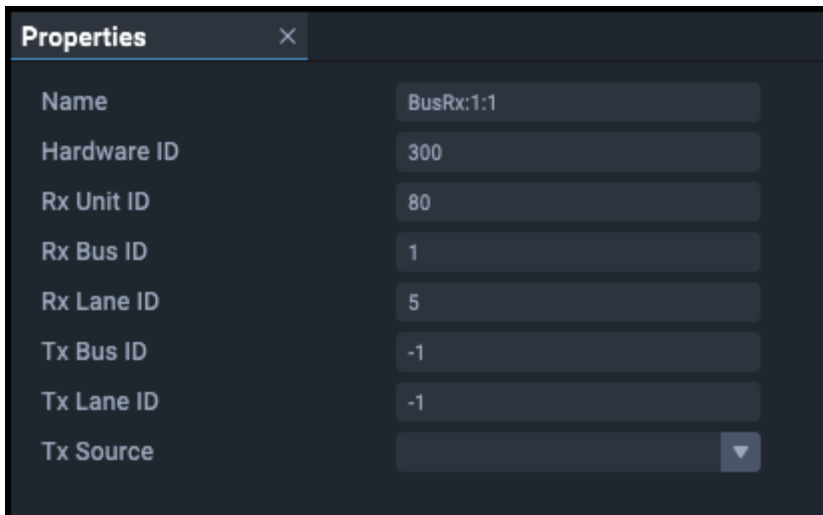 Properties
Name BusRx:1:1
Hardware ID 300
Rx Unit ID 80
Rx Bus ID 1
Rx Lane ID 5
Tx Bus ID -1
Tx Lane ID -1
Tx Source